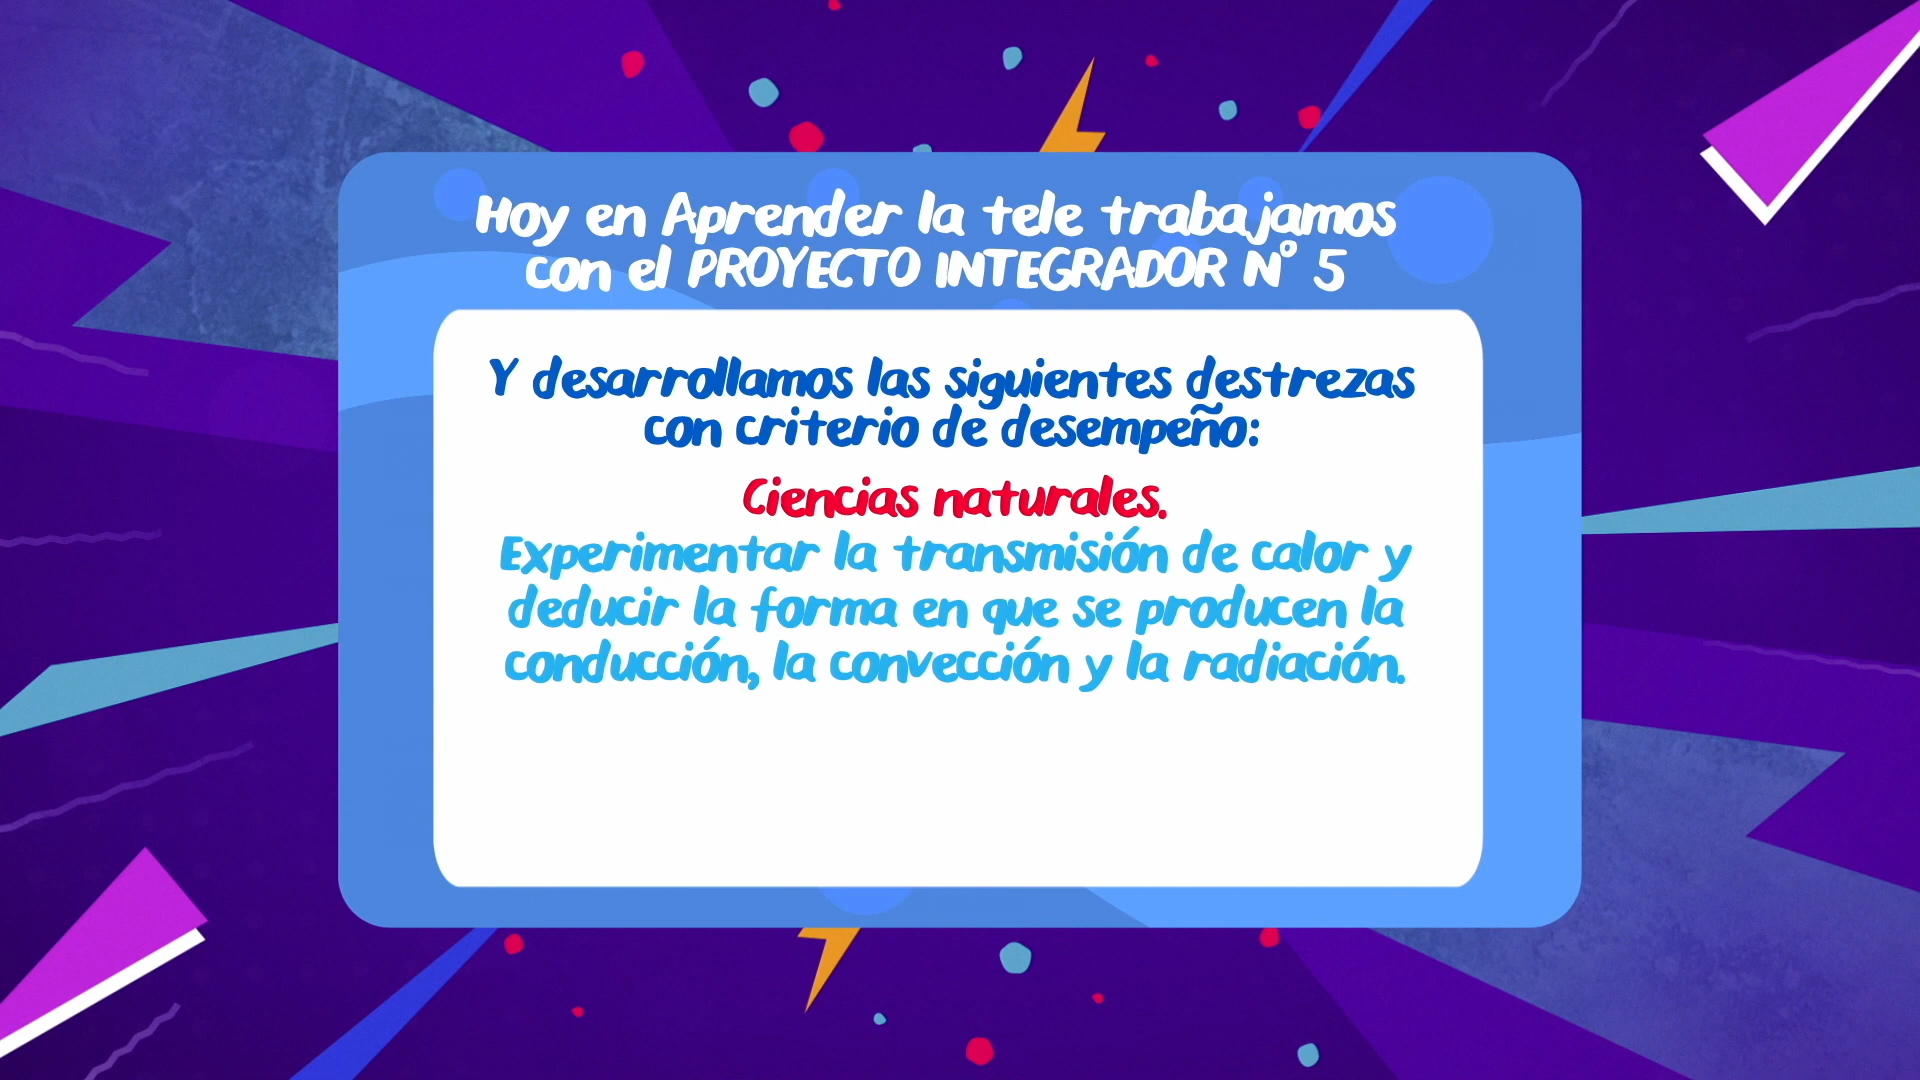 Hoy en Aprender la tele trabajamos
con el PROYECTO INTEGRADOR N° 5
Y desarrollamos las siguientes destrezas
con criterio de desempeño:
Ciencias naturales.
Experimentar la transmisión de calor y
deducir la forma en que se producen la
conducción, la convección y la radiación.